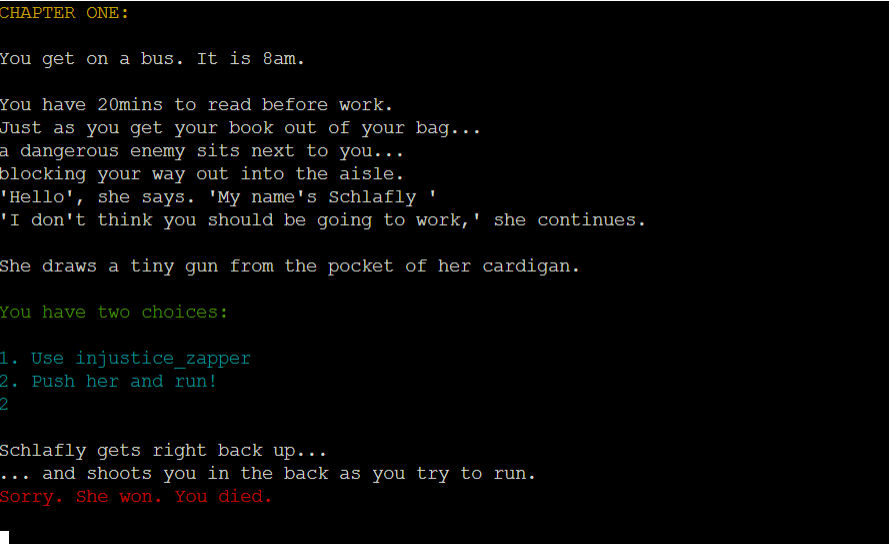 CHAPTER ONE:
You get on a bus. It is 8am.
You have 20mins to read before work.
Just as you get your book out of your bag...
a dangerous enemy sits next to you...
blocking your way out into the aisle.
'Hello', she says. 'My name's Schlafly '
'I don't think you should be going to work,' she continues.
She draws a tiny gun from the pocket of her cardigan.
You have two choices:
1. Use injustice_zapper
2. Push her and run!
2
Schlafly gets right back up...
... and shoots you in the back as you try to run.
Sorry. She won. You died.